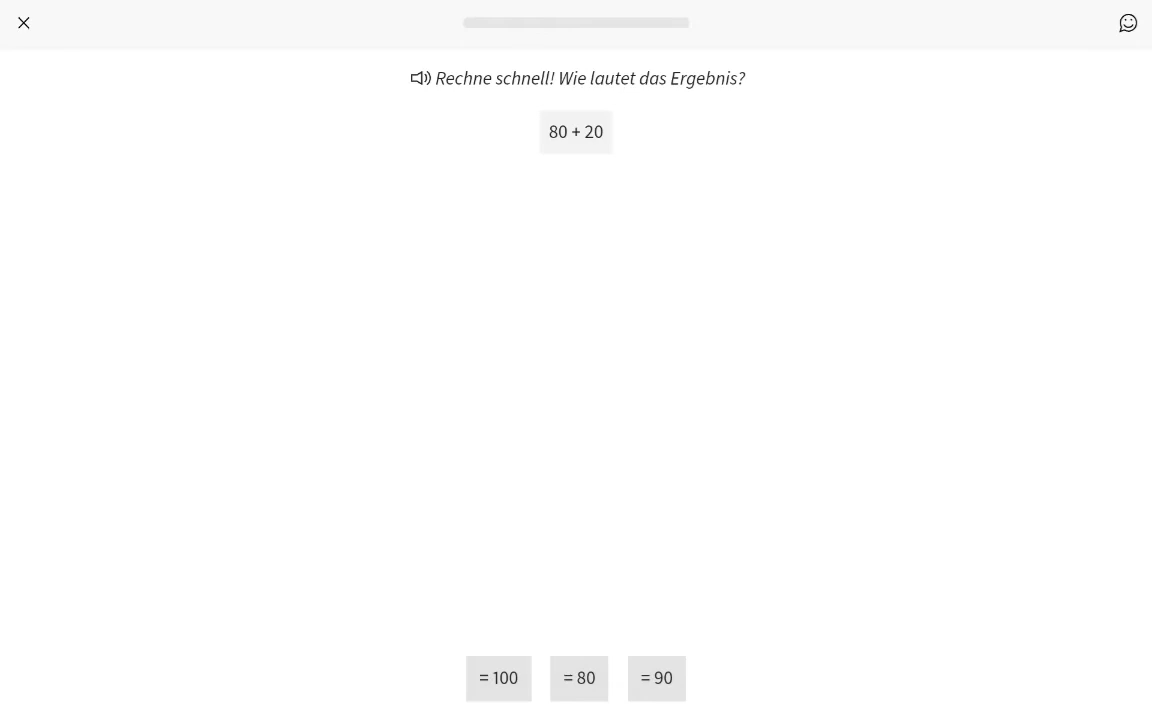 Rechne schnell! Wie lautet das Ergebnis?
80 + 20
= 100
= 80
= 90